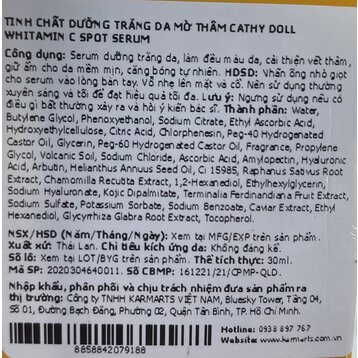 TINH CHẤT DƯỠNG TRẮNG DA MỜ THÂM CATHY DOLL
WHITAMIN C SPOT SERUM
Công dụng: Serum dưỡng trắng da, làm đều màu da, cải thiện vết thâm,
giữ ẩm cho da mềm mịn, căng bóng tự nhiên. HDSD: Nhấn ống nhỏ giọt
cho serum vào lòng bàn tay. Vỗ nhẹ lên mặt và cổ. Nên sử dụng thường
xuyên sáng và tối để đạt hiệu quả tối đa. Lưu ý: Ngưng sử dụng nếu có
điều gì bất thường xảy ra và hỏi ý kiến bác sĩ. Thành phần: Water,
Butylene Glycol, Phenoxyethanol, Sodium Citrate, Ethyl Ascorbic Acid,
Hydroxyethylcellulose, Citric Acid, Chlorphenesin, Peg-40 Hydrogenated
Castor Oil, Glycerin, Peg-60 Hydrogenated Castor Oil, Fragrance, Propylene
Glycol, Volcanic Soil, Sodium Chloride, Ascorbic Acid, Amylopectin, Hyaluronic
Acid, Arbutin, Helianthus Annuus Seed Oil, Ci 15985, Raphanus Sativus Root
Extract, Chamomilla Recutita Extract, 1,2-Hexanediol, Ethylhexylglycerin,
Sodium Hyaluronate, Kojic Dipalmitate, Terminalia Ferdinandiana Fruit Extract,
Sodium Sulfate, Potassium Sorbate, Sodium Benzoate, Caviar Extract, Ethyl
Hexanediol, Glycyrrhiza Glabra Root Extract, Tocopherol.
NSX/HSD (Năm/Tháng/Ngày): Xem tại MFG/EXP trên sản phẩm.
Xuất xứ: Thái Lan. Chỉ tiêu kích ứng da: Không đáng kể.
Số lô: Xem tại LOT/BYG trên sản phẩm. Thể tích thực: 30ml.
Mã SP: 2020304640011. Số CBMP: 161221/21/CPMP-QLD.
Nhập khẩu, phân phối và chịu trách nhiệm đưa sản phẩm ra
thị trường: Công ty TNHH KARMARTS VIỆT NAM, Bluesky Tower, Tầng 04,
Số 01, Đường Bạch Đằng, Phường 02, Quận Tân Bình, TP. Hồ Chí Minh.
Hotline: 0938 897 767
www.karmarts.com.vn
8858842079188